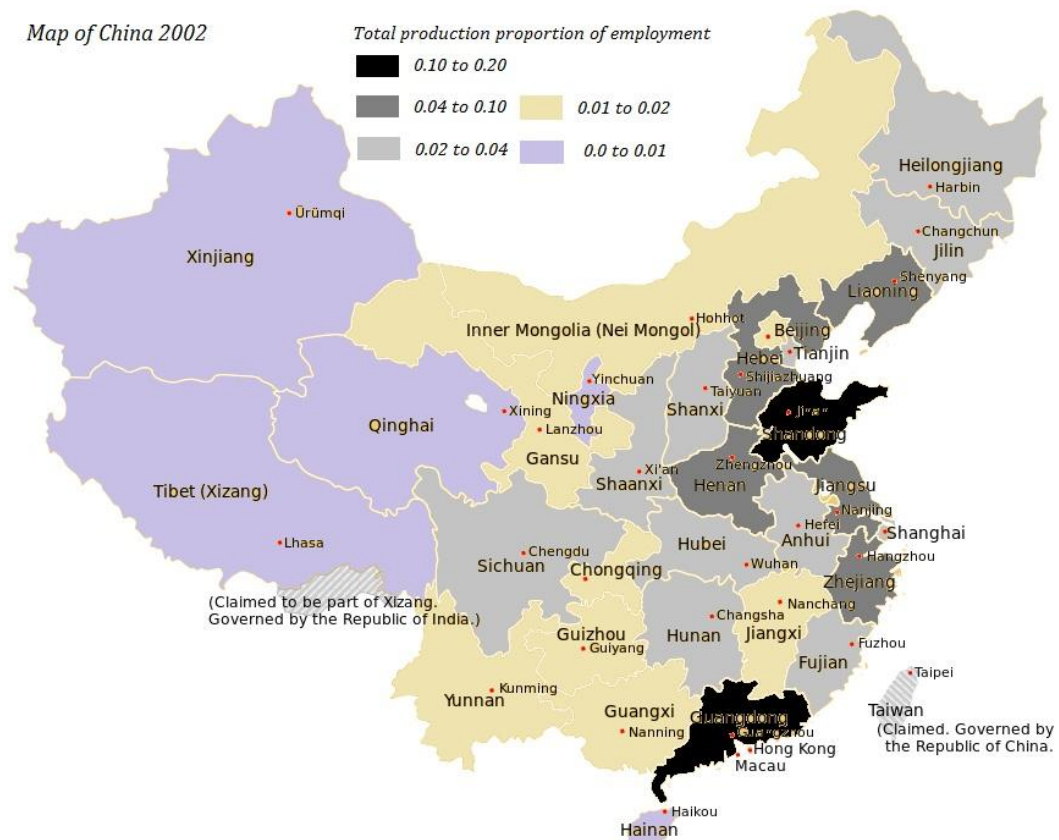 Map of China 2002
Total production proportion of employment
0.10 to 0.20
0.04 to 0.10
0.01 to 0.02
0.02 to 0.04
0.0 to 0.01
Heilongjiang
Harbin
Ürümqi
Changchun
Jilin
Xinjiang
Shenyang
Liaoning
Hohhot
Inner Mongolia (Nei Mongol)
Beijing
Hebei
Tianjin
Yinchuan
Shijiazhuang
Ningxia
Taiyuan
Shanxi
Xining
Qinghai
Lanzhou
Shandong
Gansu
Xi'an
Zhengzhou
Shaanxi
Henan
Jiangsu
Tibet (Xizang)
Nanjing
Hefei
Shanghai
Anhui
Lhasa
Hubei
Chengdu
Sichuan
Wuhan
Hangzhou
Chongqing
Zhejiang
(Claimed to be part of Xizang.
Governed by the Republic of India.)
Nanchang
Changsha
Guizhou
Hunan
Jiangxi
Guiyang
Fuzhou
Fujian
Taipei
Kunming
Yunnan
Guangxi
Guangdong
Taiwan
Nanning
Guangzhou
(Claimed. Governed by
the Republic of China.
Hong Kong
Macau
Haikou
Hainan